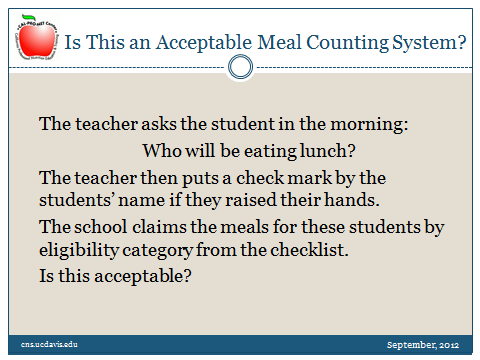 Is This an Acceptable Meal Counting System?
The teacher asks the student in the morning:
Who will be eating lunch?
The teacher then puts a check mark by the
students’ name if they raised their hands.
The school claims the meals for these students by
eligibility category from the checklist.
Is this acceptable?
cns.ucdavis.edu
September, 2012